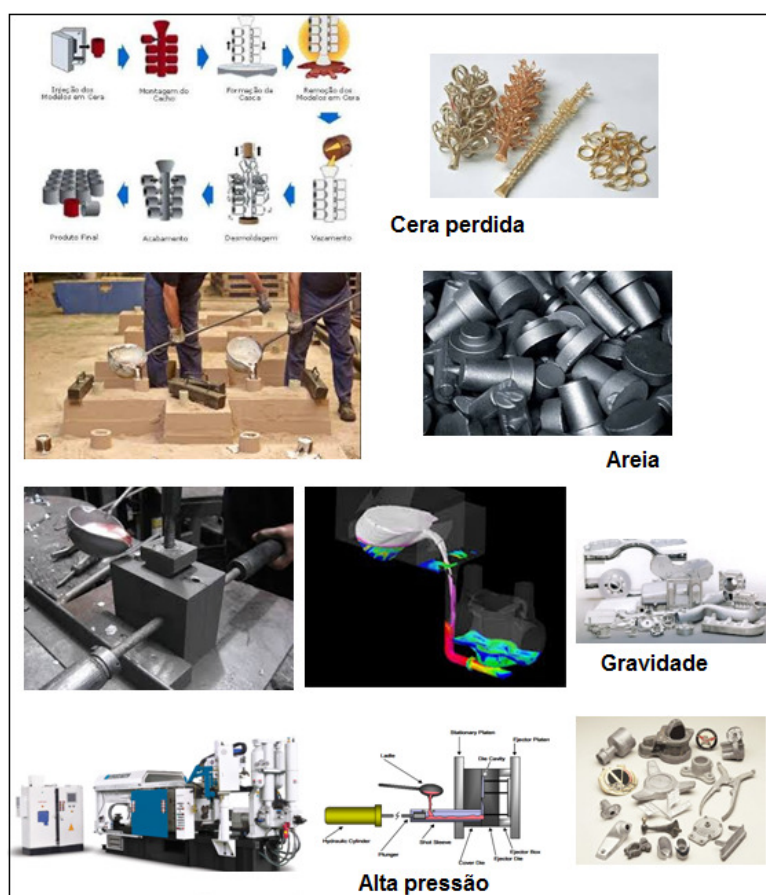 Injeção dos
Modelos em Cera
Montagem do
Cacho
Formação da
Casca
Remoção dos
Modelos em Cera
Produto Final
Acabamento
Desmoldagem
Vazamento
Cera perdida
Areia
Gravidade
Stationary Platen
Ejector Platen
Ladle
Die Cavity
Hydraulic Cylinder
Plunger
Shot Sleeve
Cover Die
Ejector Box
Ejector Die
Alta pressão